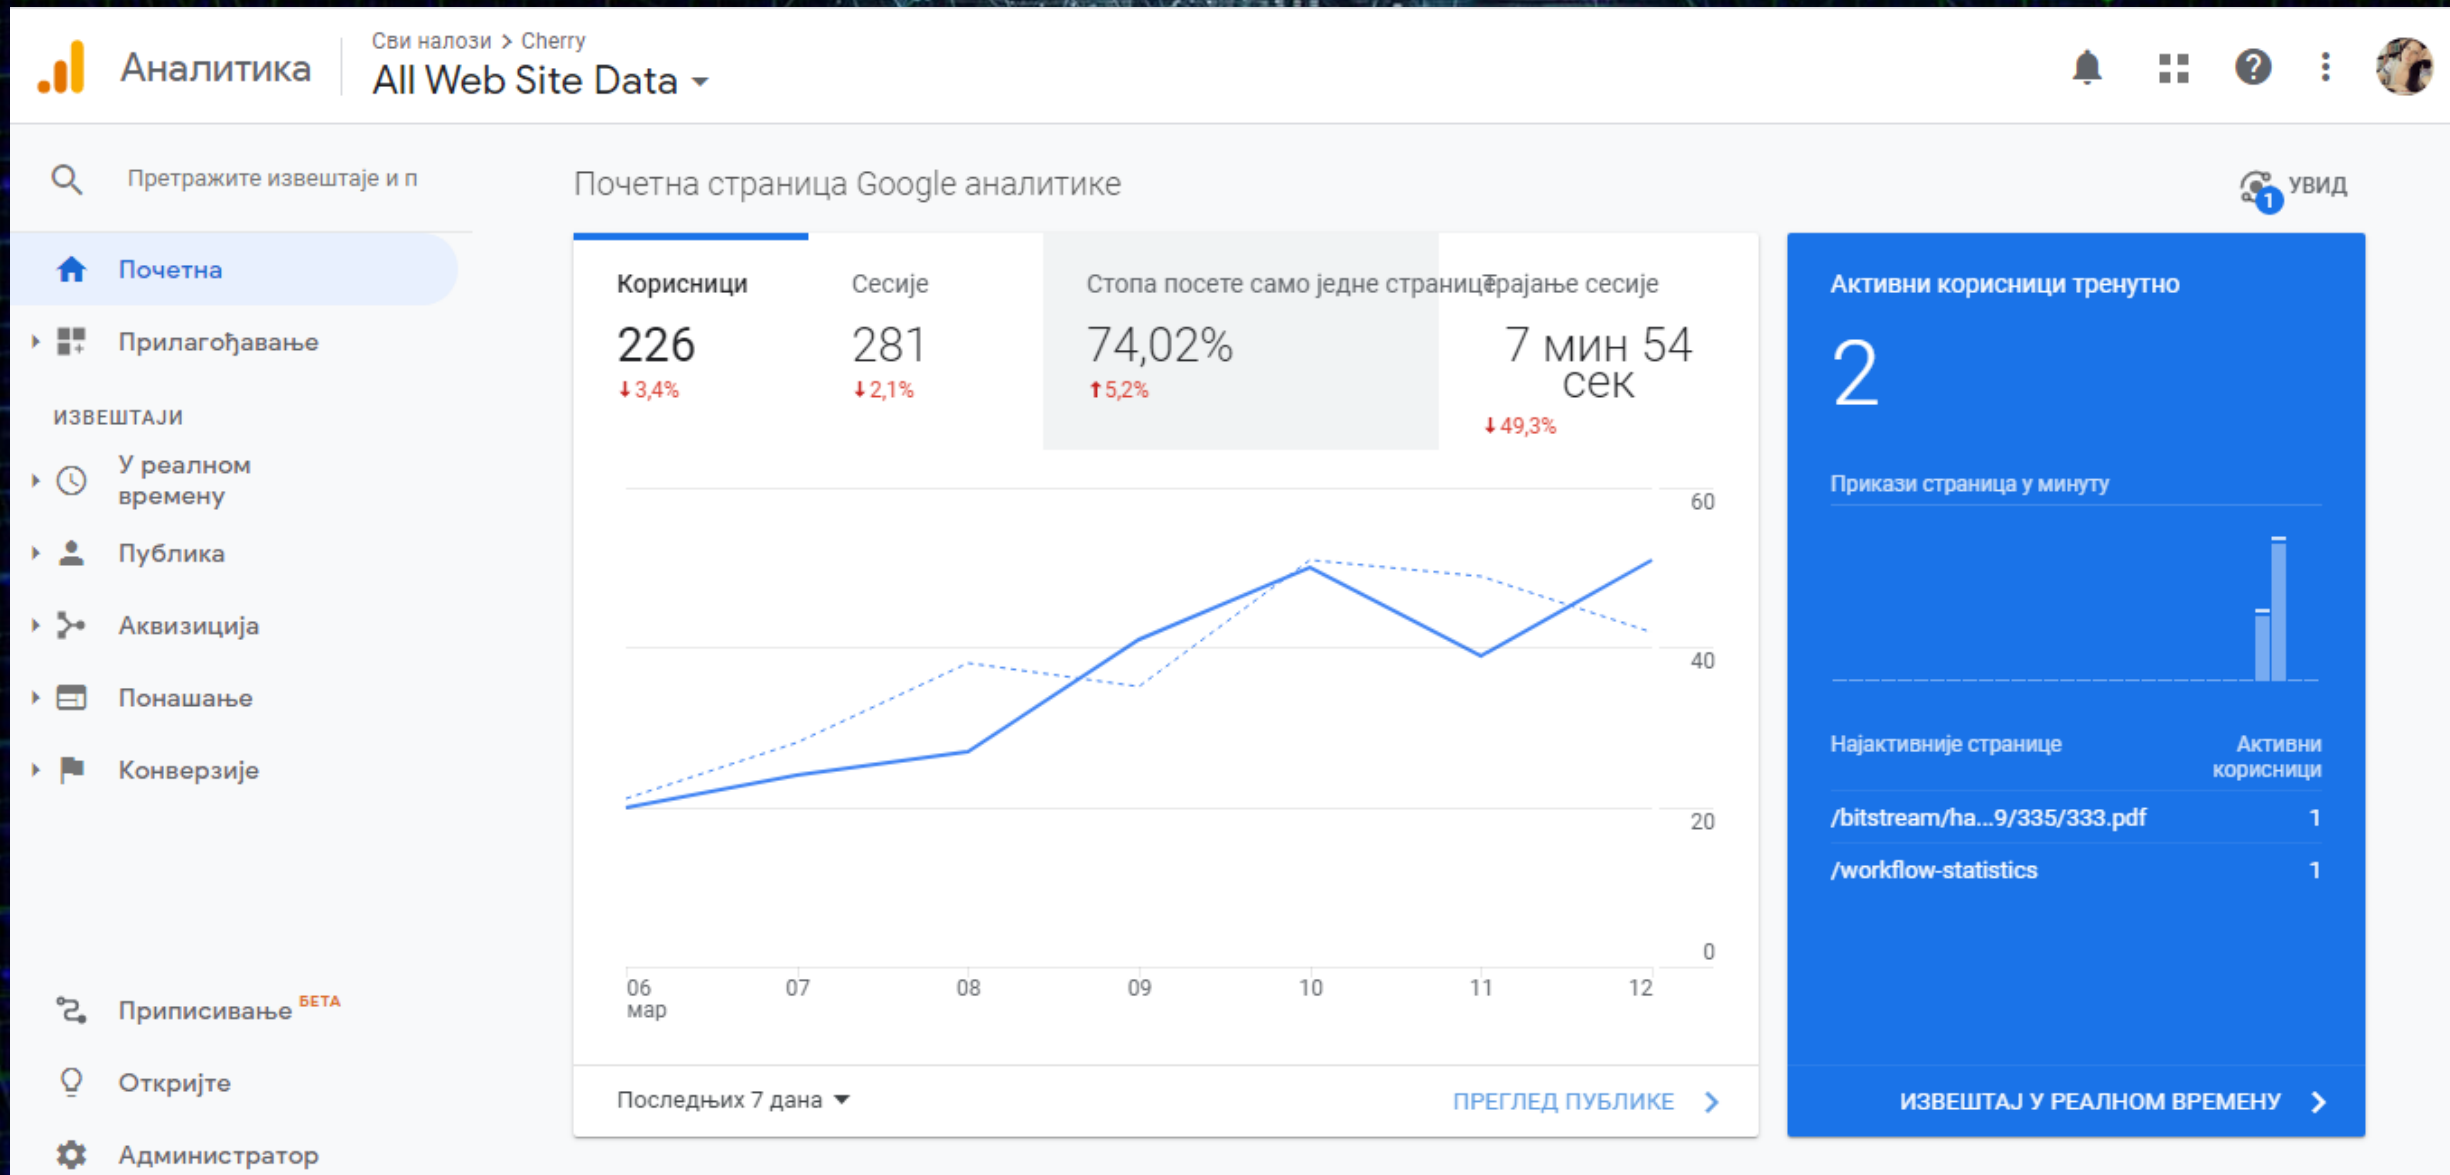 Аналитика
Сви налози > Cherry
All Web Site Data
Претражите извештаје и п
Почетна
Прилагођавање
ИЗВЕШТАЈИ
У реалном
времену
Публика
Аквизиција
Понашање
Конверзије
Приписивање БЕТА
Откријте
Администратор
Почетна страница Google аналитике
1 УВИД
Корисници
226
3,4%
Сесије
281
2,1%
Стопа посете само једне странице
74,02%
5,2%
Трајање сесије
7 мин 54
сек
49,3%
60
40
20
0
06 07 08 09 10 11 12
мар
Последњих 7 дана
ПРЕГЛЕД ПУБЛИКЕ
Активни корисници тренутно
2
Прикази страница у минуту
Најактивније странице Активни
корисници
/bitstream/ha...9/335/333.pdf 1
/workflow-statistics 1
ИЗВЕШТАЈ У РЕАЛНОМ ВРЕМЕНУ